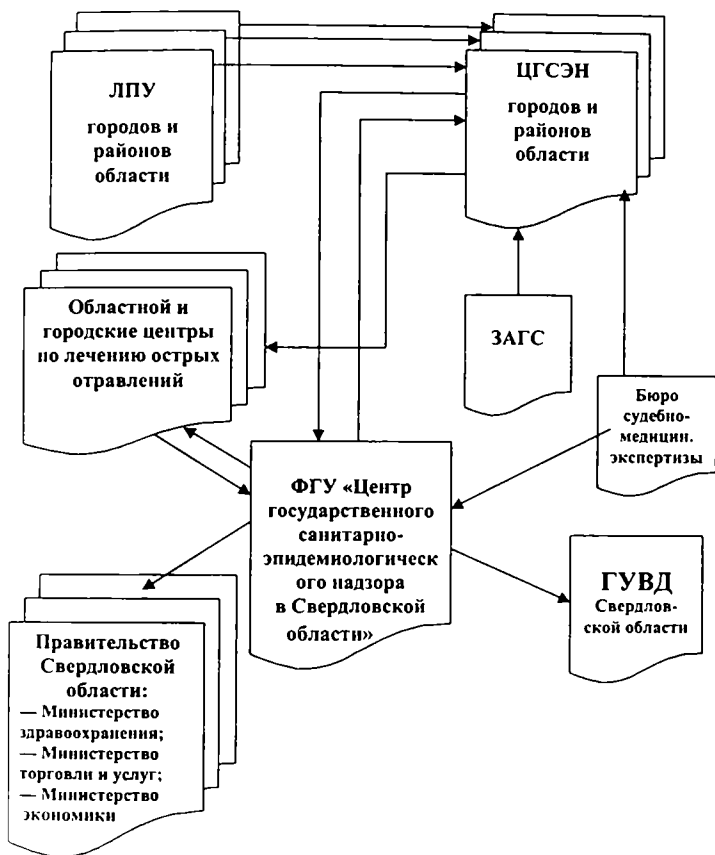 ЛПУ
городов и
районов
области
ЦГСЭН
городов и
районов
области
Областной и
городские центры
по лечению острых
отравлений
ЗАГС
Бюро
судебно-
медицин.
экспертизы
ФГУ «Центр
государственного
санитарно-
эпидемиологическ
ого надзора
в Свердловской
области»
ГУВД
Свердлов-
ской области
Правительство
Свердловской
области:
— Министерство
здравоохранения;
— Министерство
торговли и услуг;
— Министерство
экономики